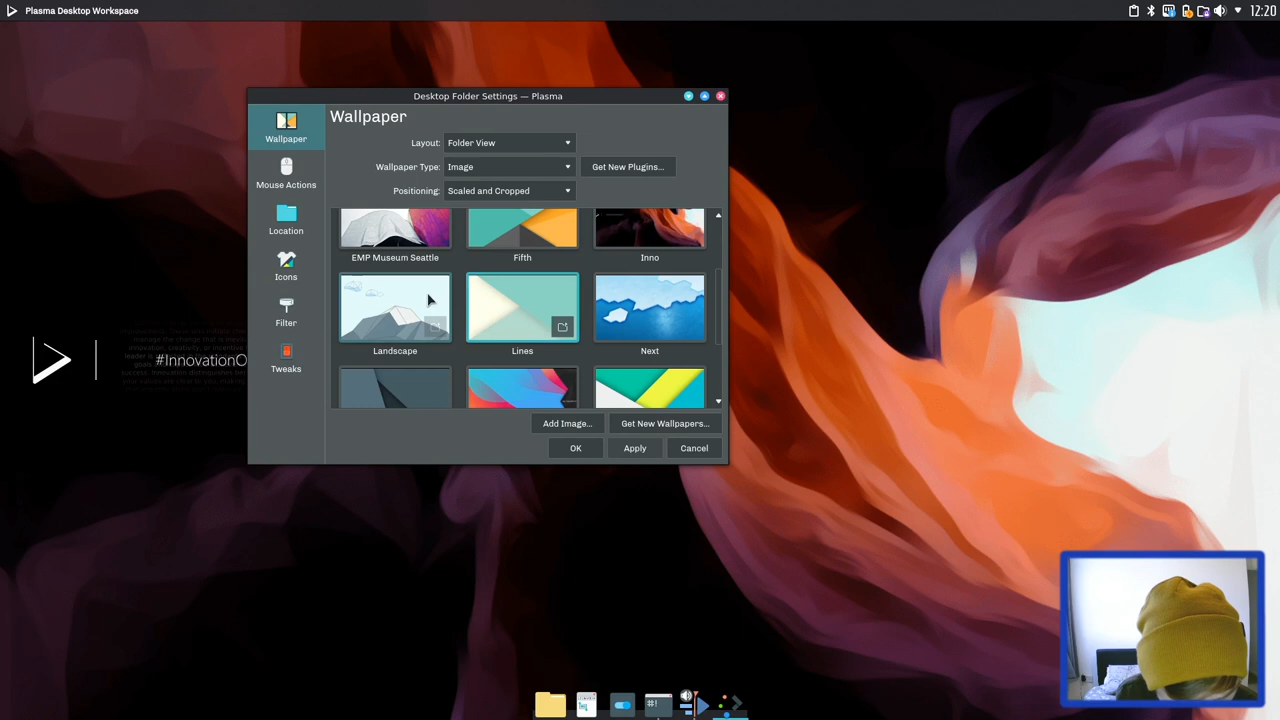 Plasma Desktop Workspace
12:20
Desktop Folder Settings — Plasma
Wallpaper
Wallpaper
Mouse Actions
Location
Icons
Filter
Tweaks
Layout: Folder View
Wallpaper Type: Image Get New Plugins...
Positioning: Scaled and Cropped
EMP Museum Seattle Fifth Inno
Landscape Lines Next
Add Image... Get New Wallpapers...
OK Apply Cancel
#InnovationO
#!